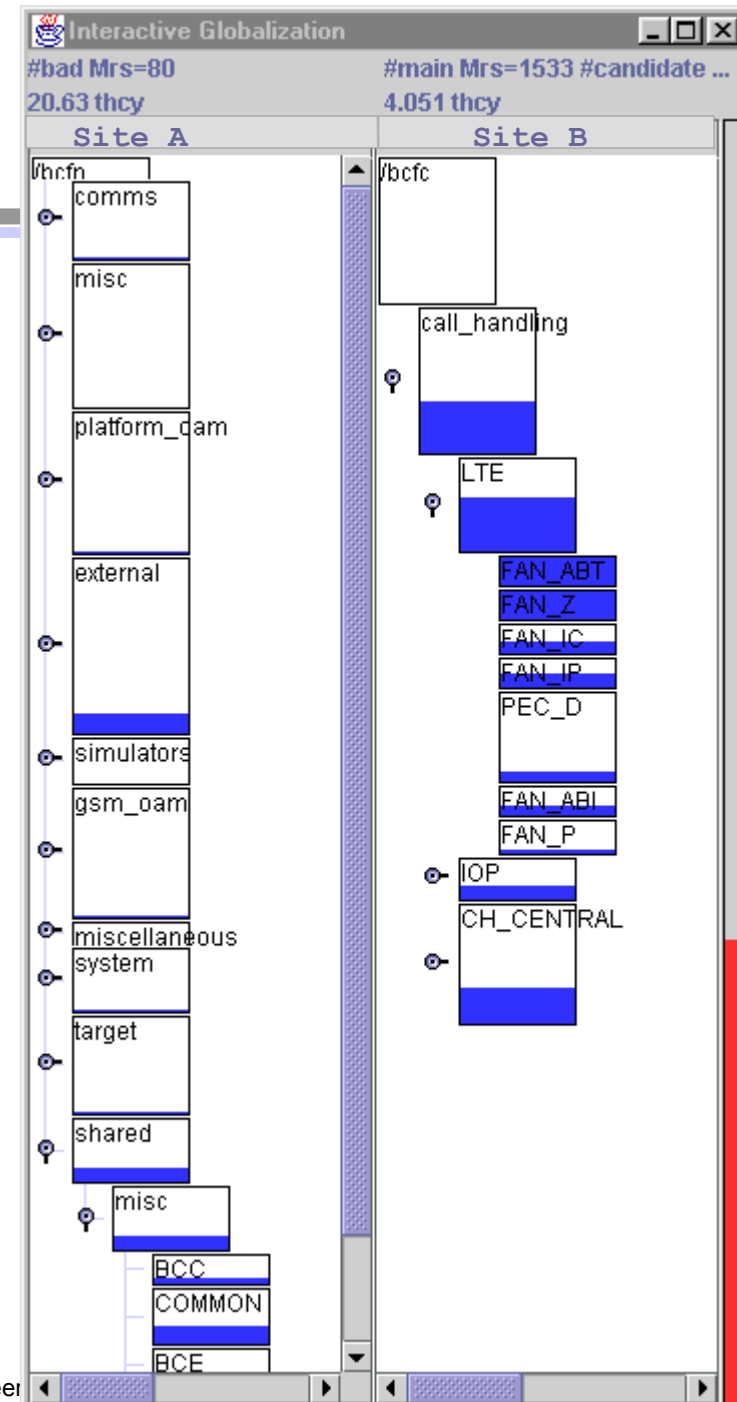 Interactive Globalization
#bad Mrs=80
#main Mrs=1533 #candidate ...
20.63 thcy
4.051 thcy
Site A
Site B
comms
misc
platform_oam
external
simulators
gsm_oam
miscellaneous
system
target
shared
misc
BCC
COMMON
BCE
/bcfc
call_handling
LTE
FAN_ABT
FAN_Z
FAN_IC
FAN_IP
PEC_D
FAN_ABI
FAN_P
IOP
CH_CENTRAL